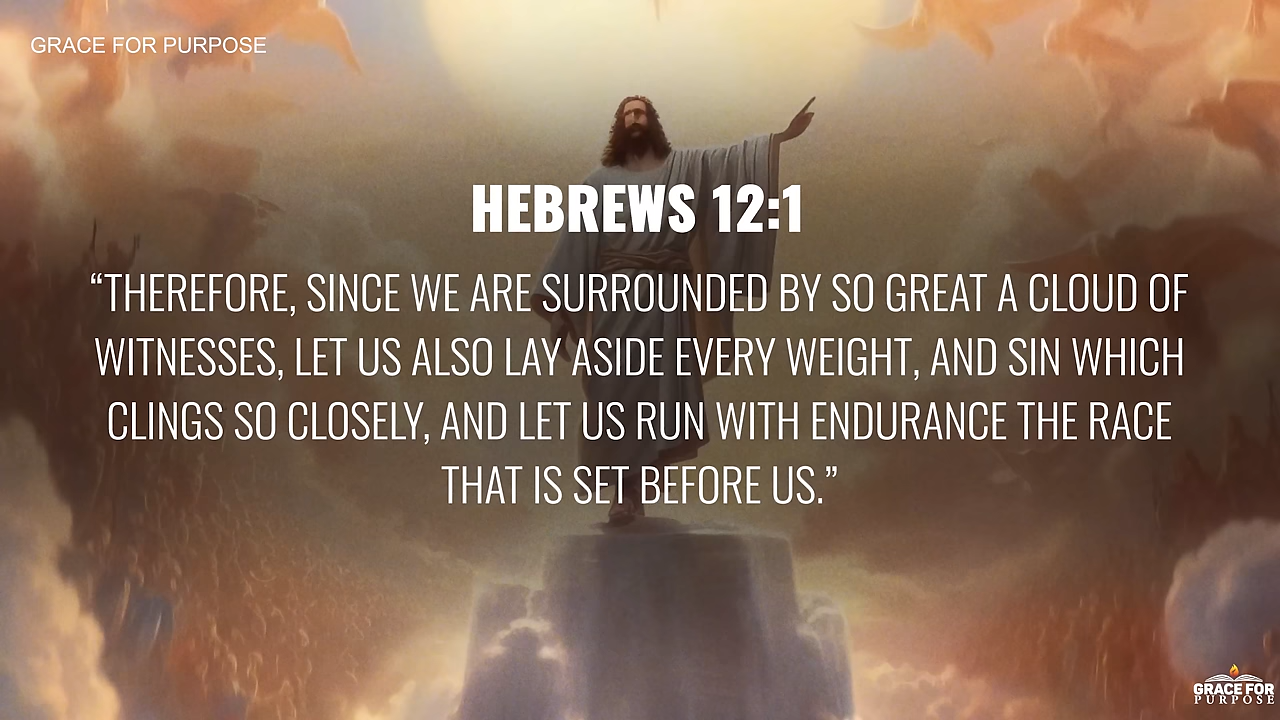 GRACE FOR PURPOSE
HEBREWS 12:1
“THEREFORE, SINCE WE ARE SURROUNDED BY SO GREAT A CLOUD OF
WITNESSES, LET US ALSO LAY ASIDE EVERY WEIGHT, AND SIN WHICH
CLINGS SO CLOSELY, AND LET US RUN WITH ENDURANCE THE RACE
THAT IS SET BEFORE US.”
GRACE FOR
PURPOSE